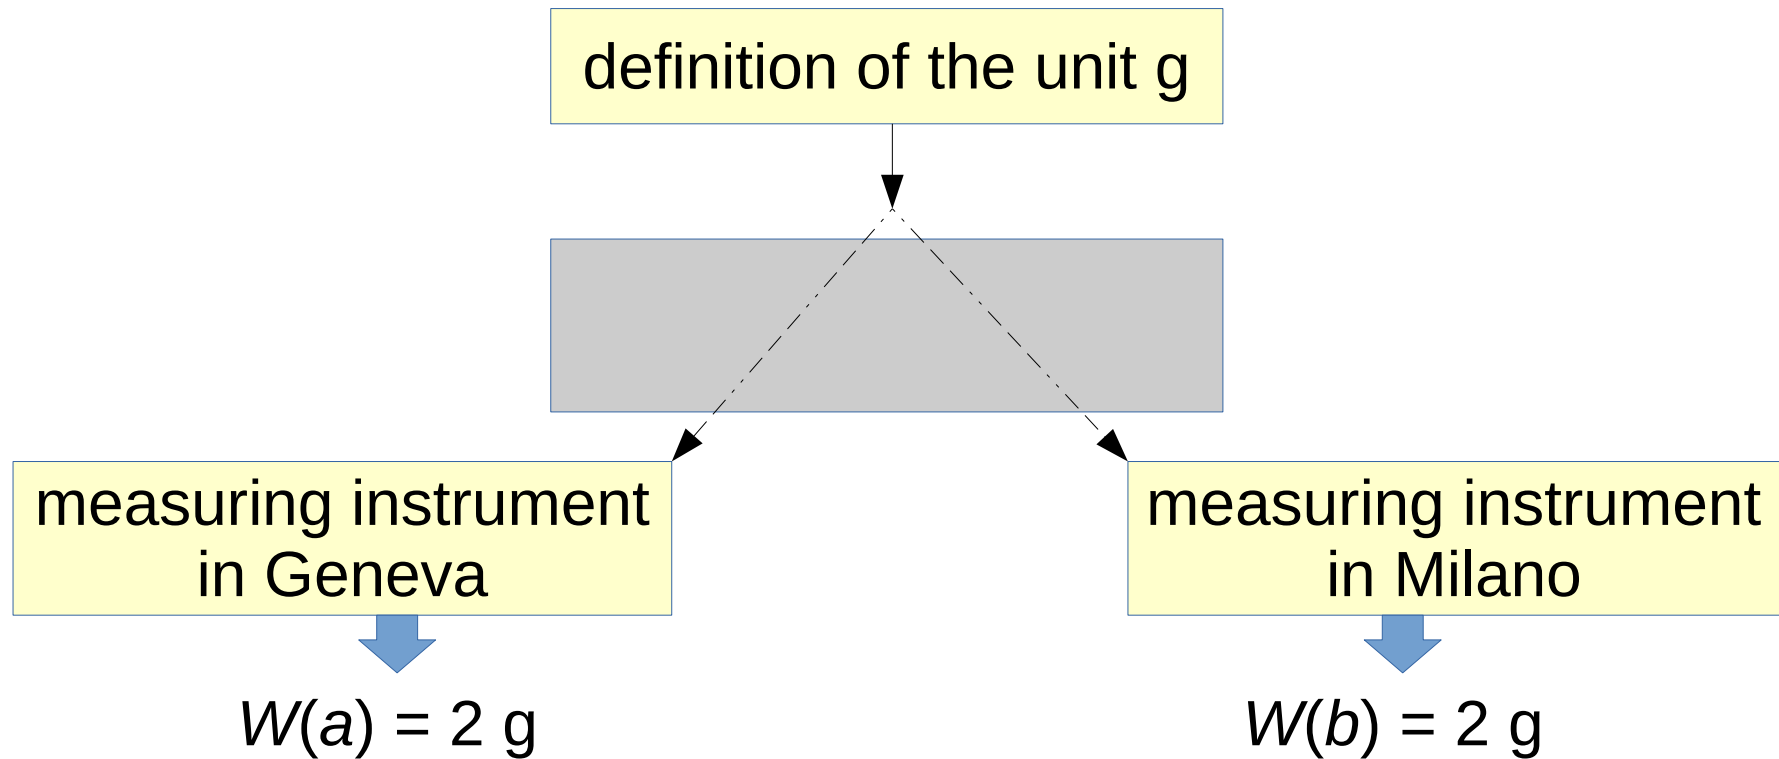 definition of the unit g
measuring instrument
in Geneva
measuring instrument
in Milano
W(a) = 2 g
W(b) = 2 g